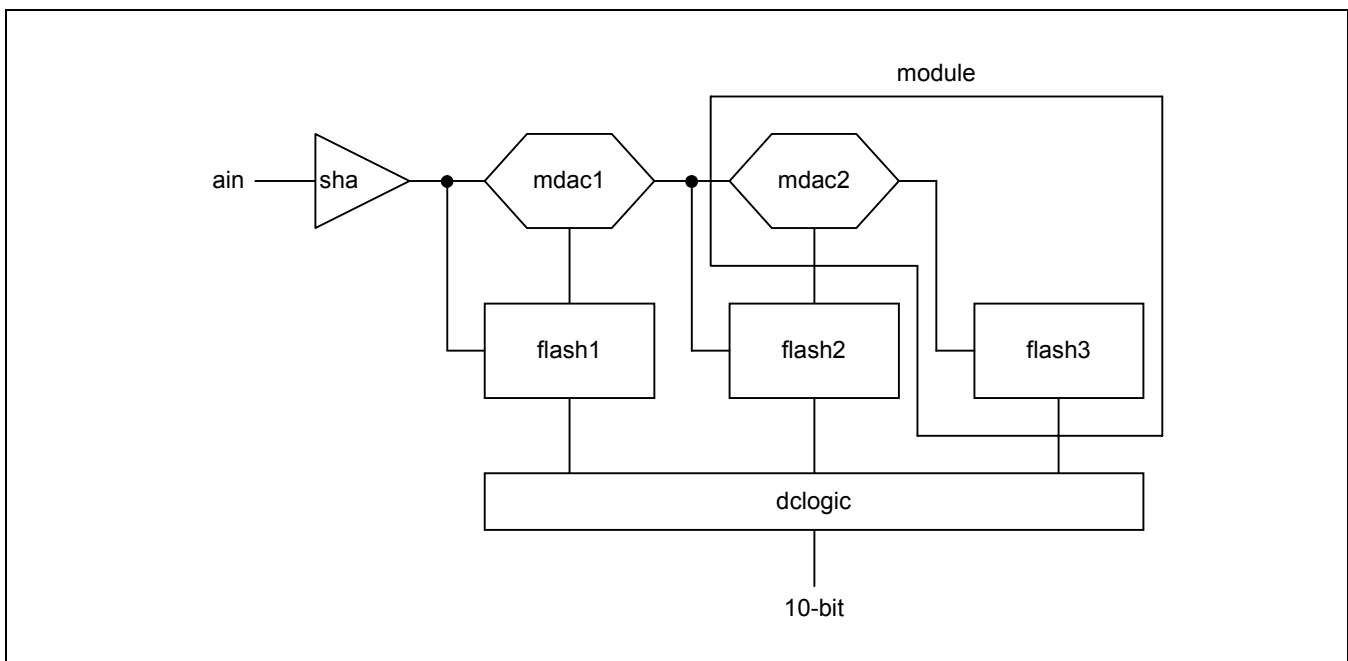 module
ain
sha
mdac1
mdac2
flash1
flash2
flash3
dclogic
10-bit